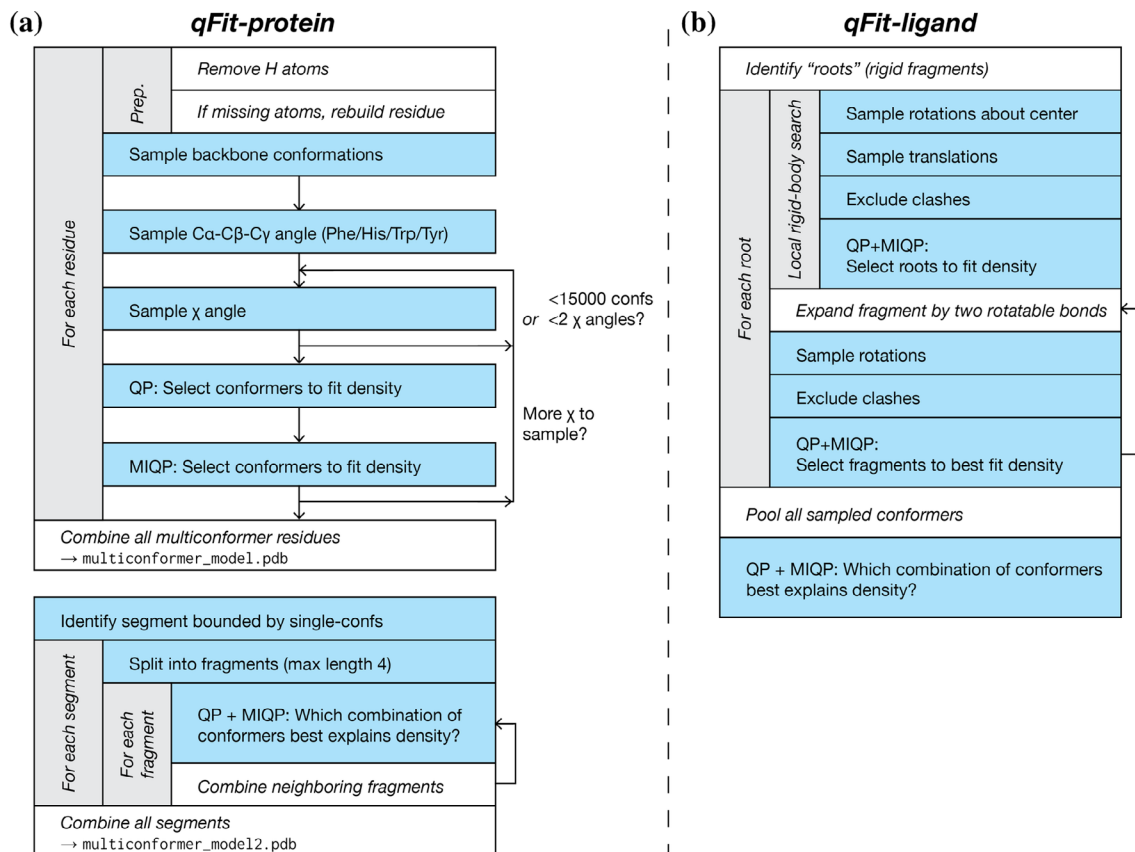 (a)
qFit-protein
Prep.
Remove H atoms
If missing atoms, rebuild residue
For each residue
Sample backbone conformations
Sample Cα-Cβ-Cγ angle (Phe/His/Trp/Tyr)
Sample χ angle
<15000 confs
or <2 χ angles?
QP: Select conformers to fit density
More χ to
sample?
MIQP: Select conformers to fit density
Combine all multiconformer residues
→ multiconformer_model.pdb
Identify segment bounded by single-confs
For each segment
Split into fragments (max length 4)
For each
fragment
QP + MIQP: Which combination of
conformers best explains density?
Combine neighboring fragments
Combine all segments
→ multiconformer_model2.pdb
(b)
qFit-ligand
Identify “roots” (rigid fragments)
For each root
Local rigid-body search
Sample rotations about center
Sample translations
Exclude clashes
QP+MIQP:
Select roots to fit density
Expand fragment by two rotatable bonds
Sample rotations
Exclude clashes
QP+MIQP:
Select fragments to best fit density
Pool all sampled conformers
QP + MIQP: Which combination of conformers
best explains density?